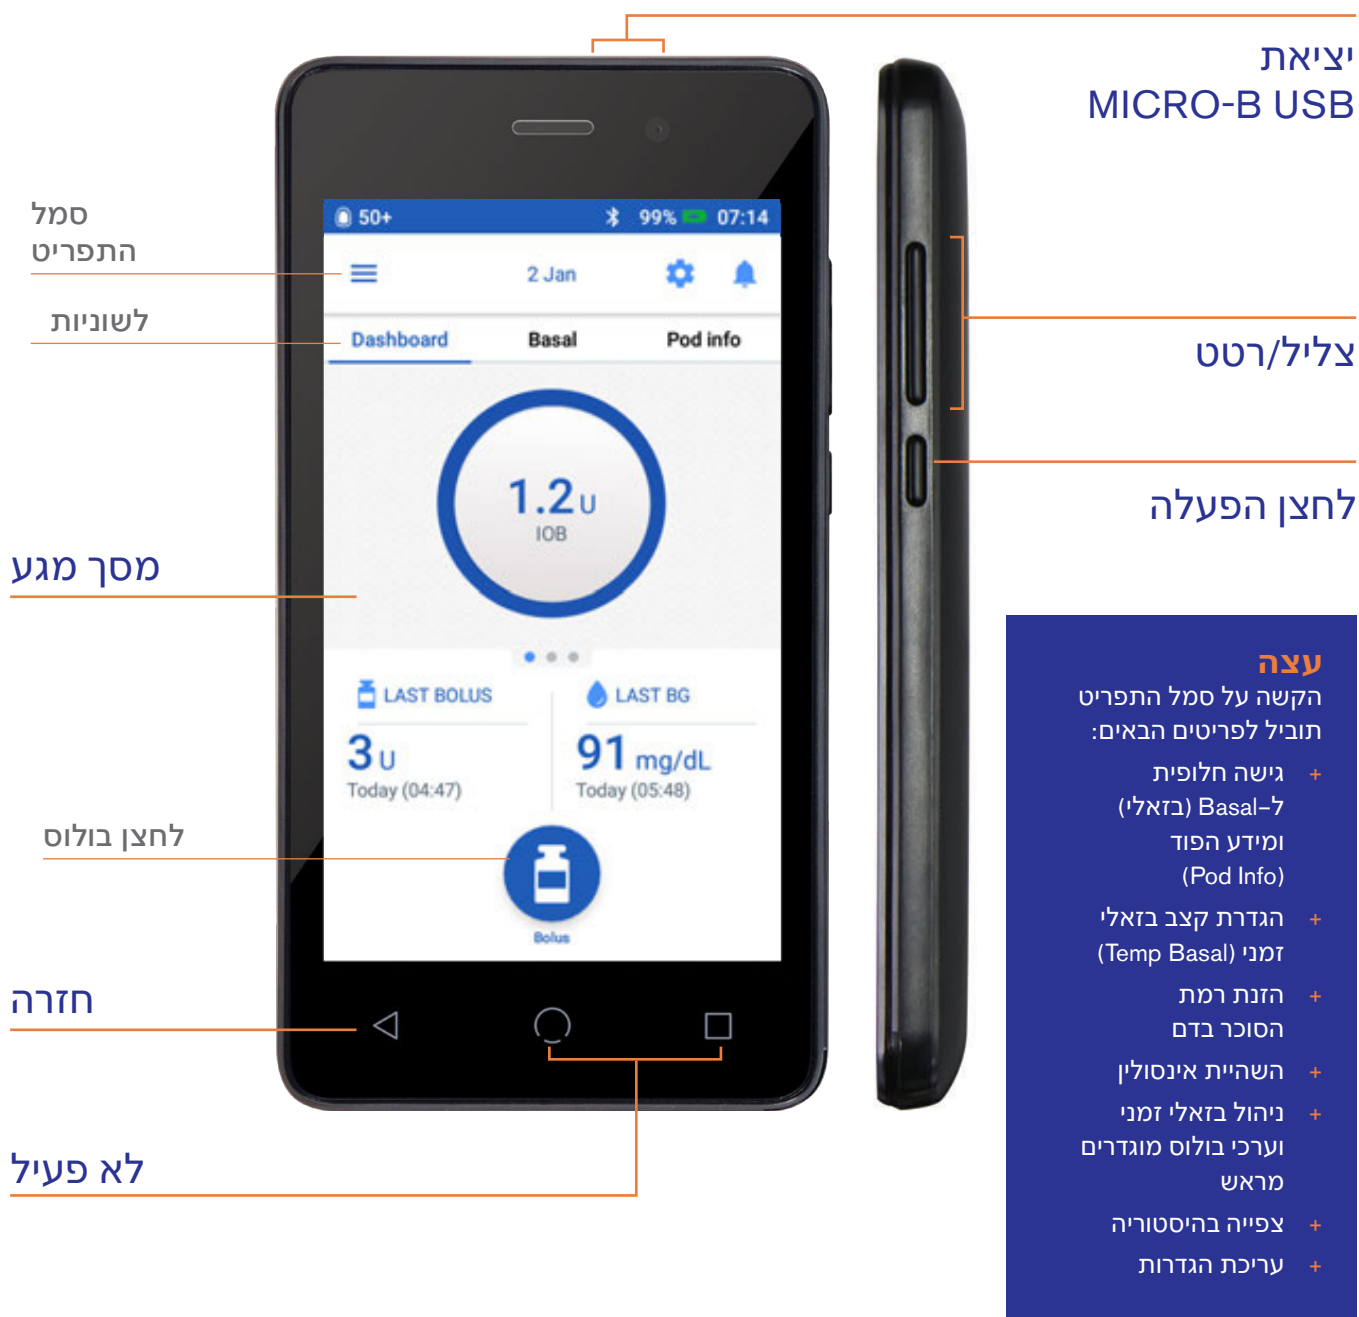 יציאת
MICRO-B USB
סמל
התפריט
לשוניות
צליל/רטט
לחצן הפעלה
מסך מגע
לחצן בולוס
חזרה
לא פעיל
50+ 99% 07:14
2 Jan
Dashboard Basal Pod info
1.2 U
IOB
LAST BOLUS LAST BG
3 U 91 mg/dL
Today (04:47) Today (05:48)
Bolus
עצה
הקשה על סמל התפריט
תוביל לפריטים הבאים:
+ גישה חלופית
ל-Basal (בזאלי)
ומידע הפוד
(Pod Info)
+ הגדרת קצב בזאלי
זמני (Temp Basal)
+ הזנת רמת
הסוכר בדם
+ השהיית אינסולין
+ ניהול בזאלי זמני
וערכי בולוס מוגדרים
מראש
+ צפייה בהיסטוריה
+ עריכת הגדרות